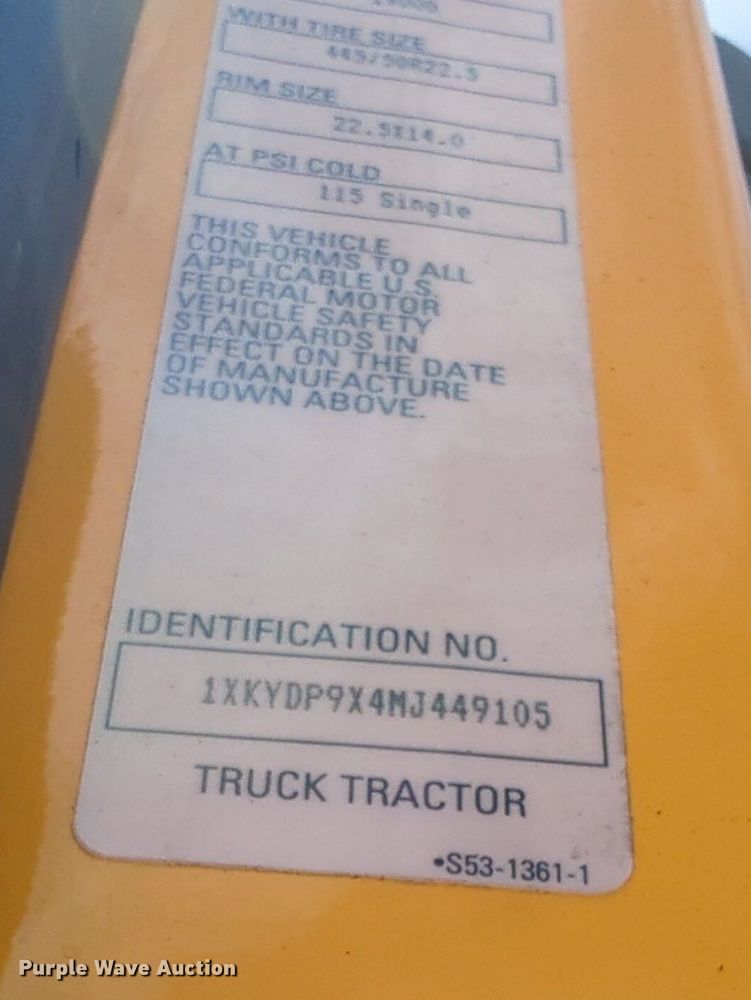 WITH TIRE SIZE
445/50R22.5
RIM SIZE
22.5X14.0
AT PSI COLD
115 Single
THIS VEHICLE
CONFORMS TO ALL
APPLICABLE U.S.
FEDERAL MOTOR
VEHICLE SAFETY
STANDARDS IN
EFFECT ON THE DATE
OF MANUFACTURE
SHOWN ABOVE.
IDENTIFICATION NO.
1XKYDP9X4MJ449105
TRUCK TRACTOR
•S53-1361-1
Purple Wave Auction